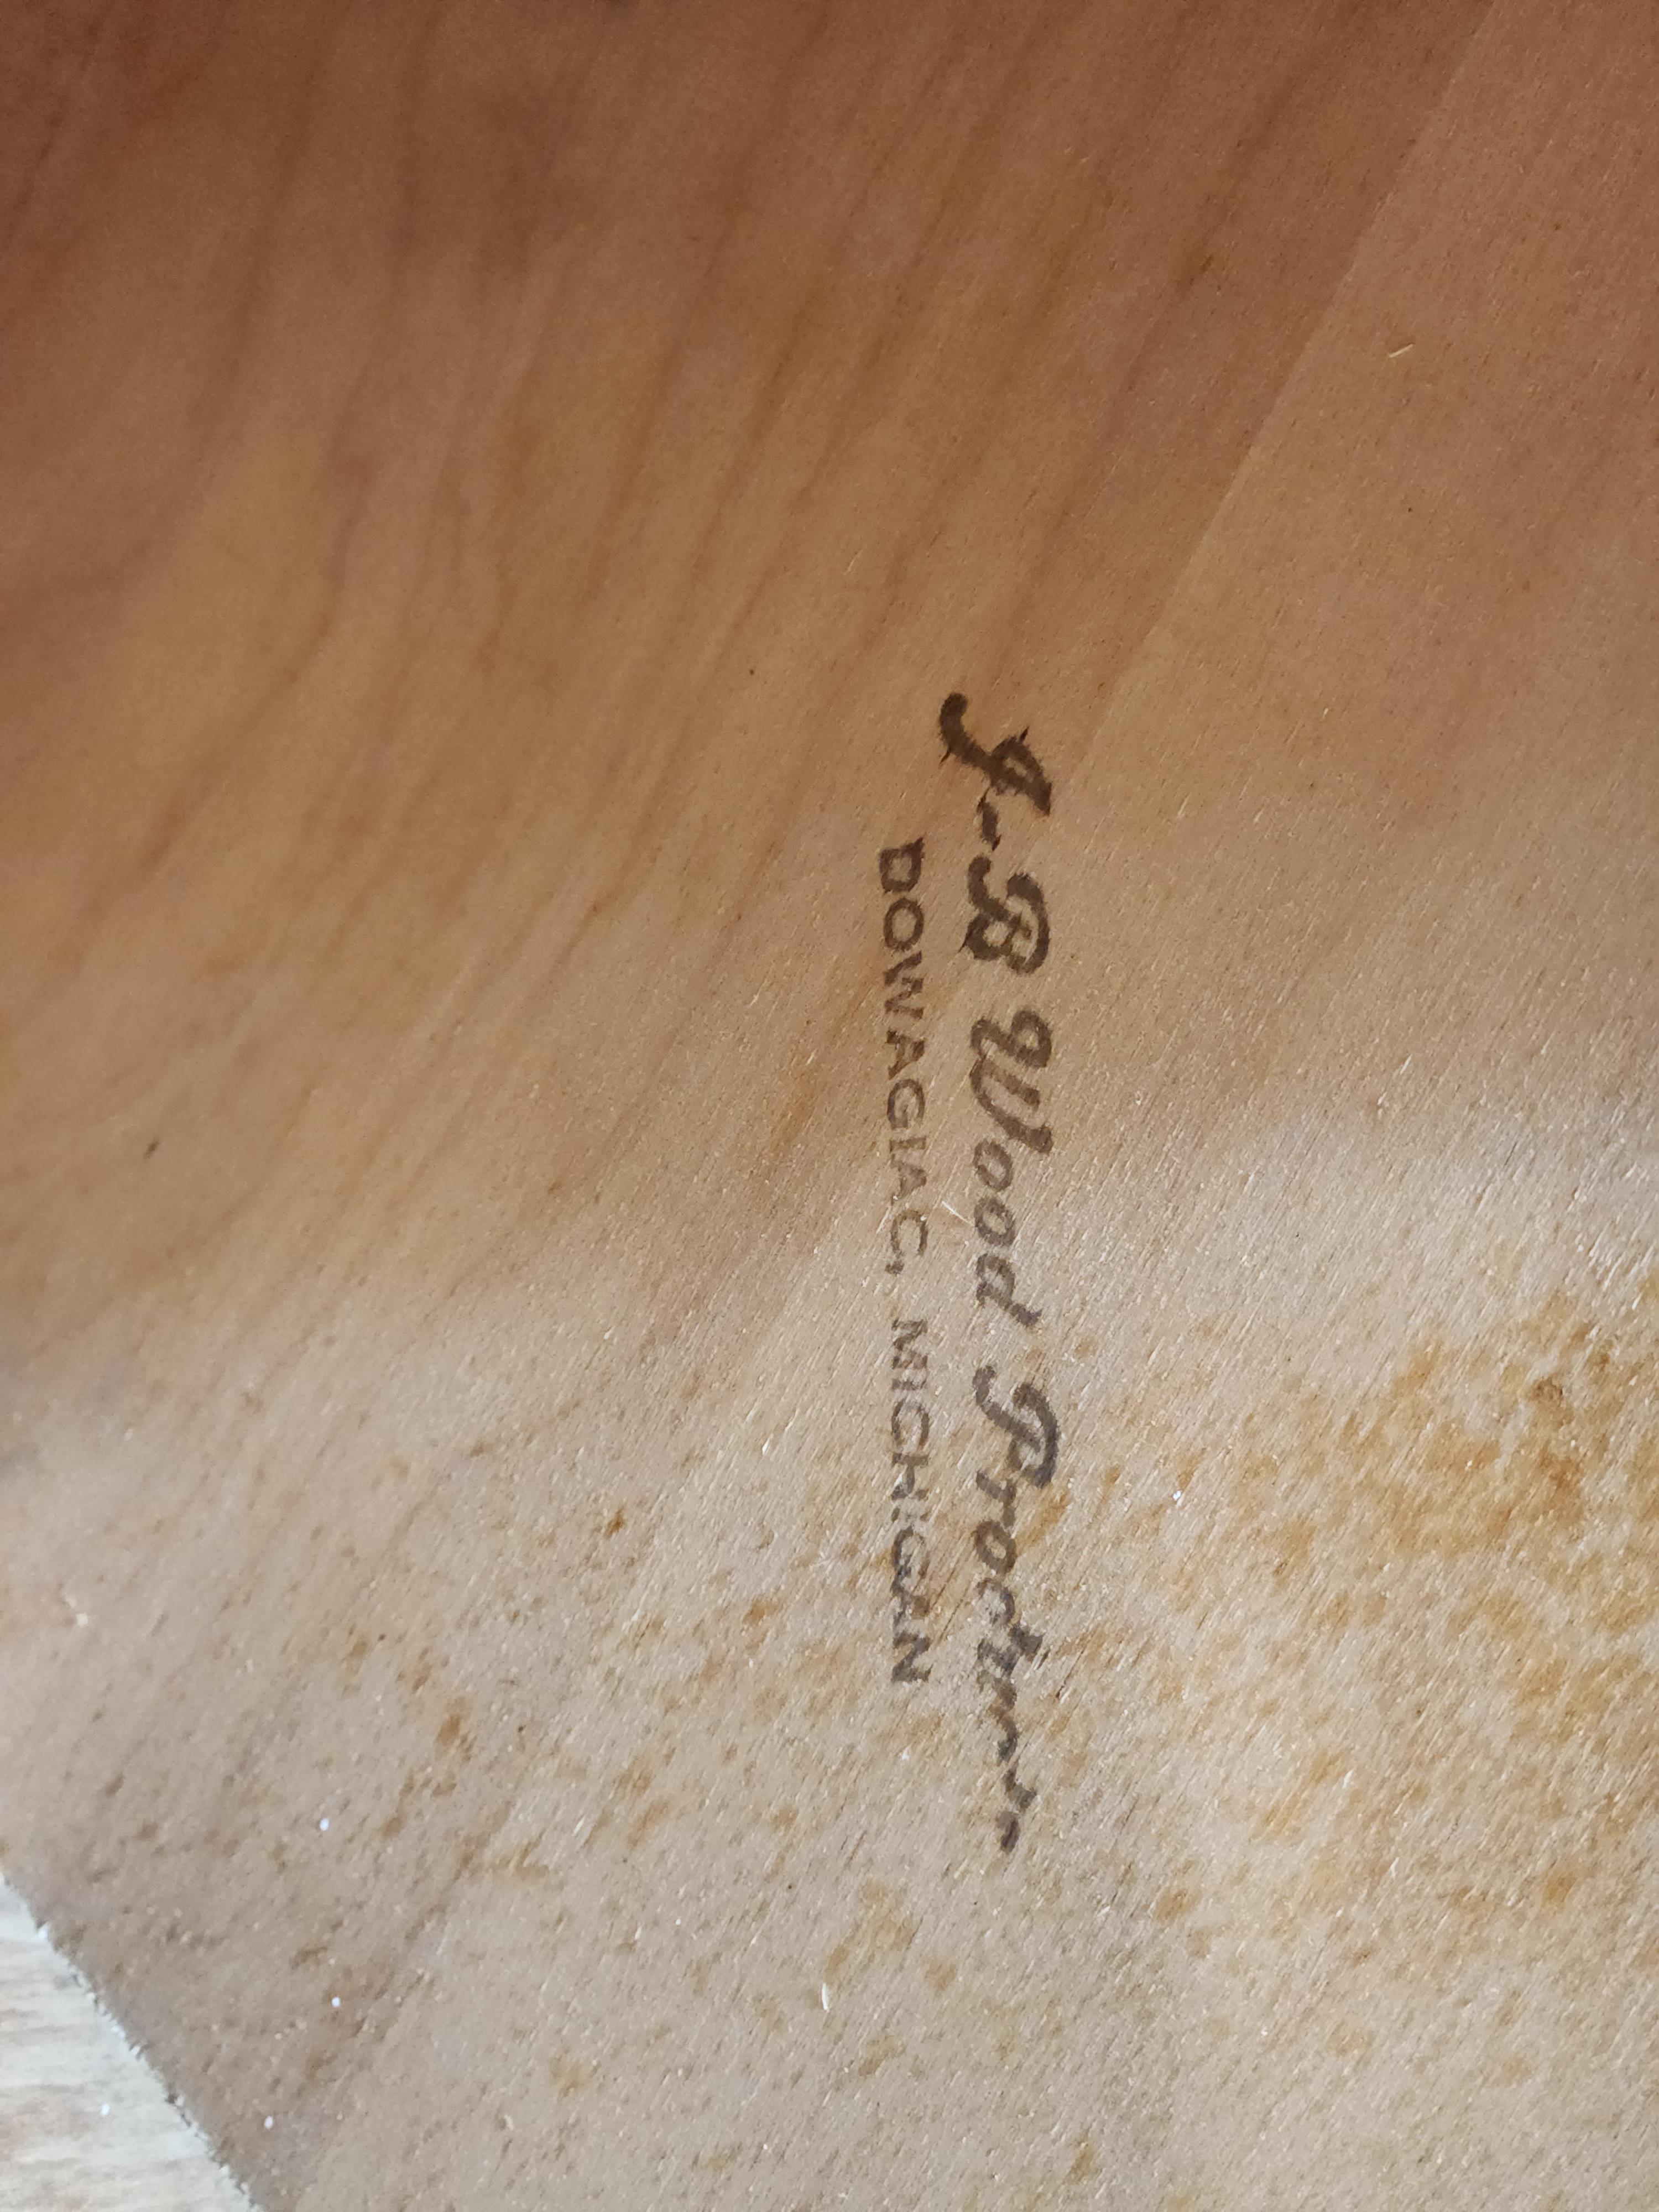 J-B Wood Products
DOWAGIAC, MICHIGAN